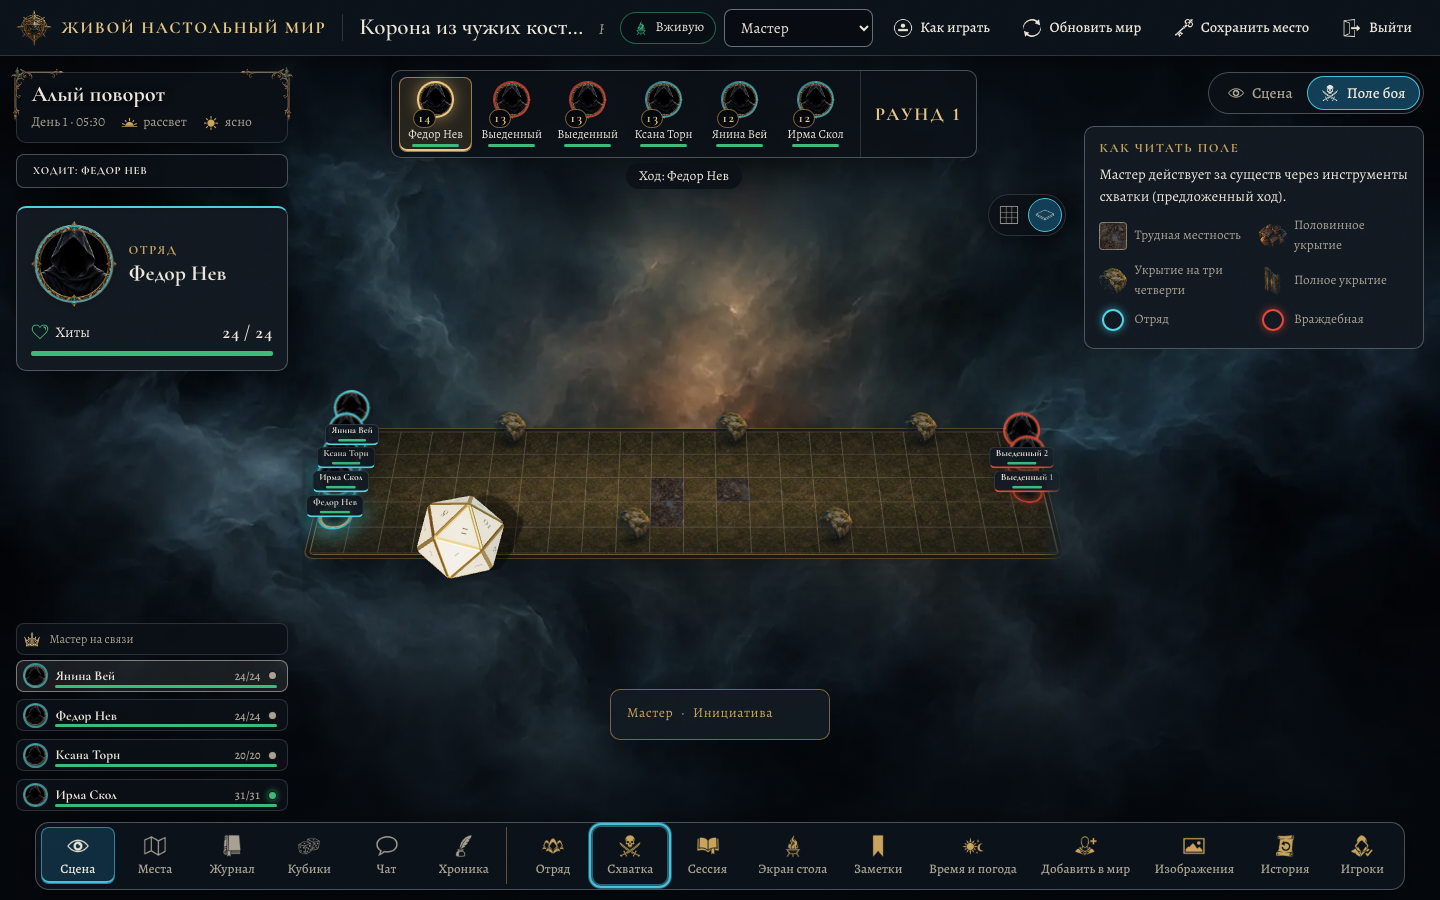 ЖИВОЙ НАСТОЛЬНЫЙ МИР
Корона из чужих кост...
Вживую
Мастер
Как играть
Обновить мир
Сохранить место
Выйти
Алый поворот
День 1 · 05:30
рассвет
ясно
ХОДИТ: ФЕДОР НЕВ
ОТРЯД
Федор Нев
Хиты
24 / 24
14
Федор Нев
13
Выеденный
13
Выеденный
13
Ксана Торн
12
Янина Вей
12
Ирма Скол
РАУНД 1
Ход: Федор Нев
Сцена
Поле боя
КАК ЧИТАТЬ ПОЛЕ
Мастер действует за существ через инструменты
схватки (предложенный ход).
Трудная местность
Половинное
укрытие
Укрытие на три
четверти
Полное укрытие
Отряд
Враждебная
Янина Вей
Ксана Торн
Ирма Скол
Федор Нев
Выеденный 2
Выеденный 1
Мастер на связи
Янина Вей
24/24
Федор Нев
24/24
Ксана Торн
20/20
Ирма Скол
31/31
Мастер · Инициатива
Сцена
Места
Журнал
Кубики
Чат
Хроника
Отряд
Схватка
Сессия
Экран стола
Заметки
Время и погода
Добавить в мир
Изображения
История
Игроки